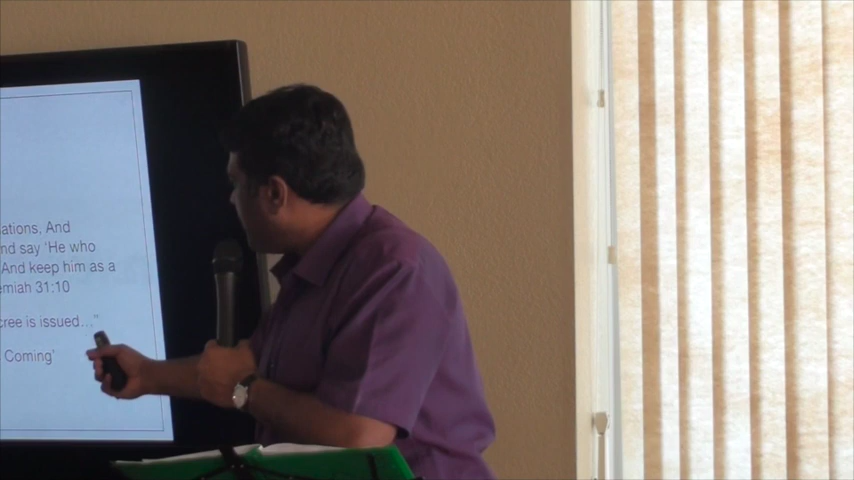 ations, And
nd say 'He who
And keep him as a
emiah 31:10
cree is issued…"
Coming'